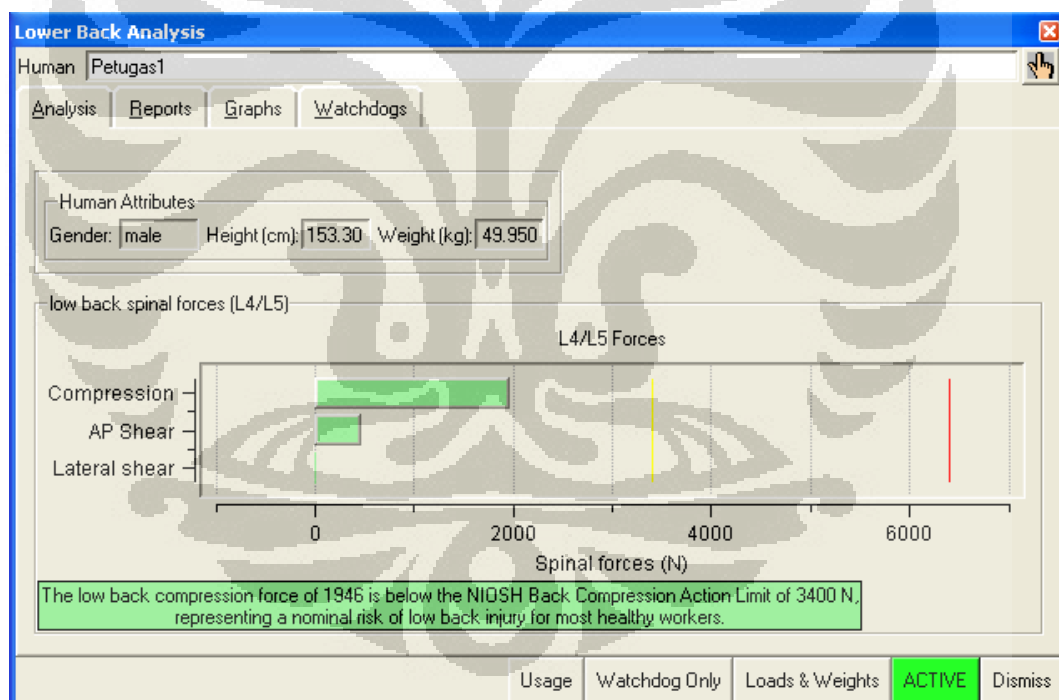 Lower Back Analysis
Human Petugas1
Analysis Reports Graphs Watchdogs
Human Attributes
Gender: male Height (cm): 153.30 Weight (kg): 49.950
low back spinal forces (L4/L5)
L4/L5 Forces
Compression
AP Shear
Lateral shear
0 2000 4000 6000
Spinal forces (N)
The low back compression force of 1946 is below the NIOSH Back Compression Action Limit of 3400 N,
representing a nominal risk of low back injury for most healthy workers.
Usage Watchdog Only Loads & Weights ACTIVE Dismiss